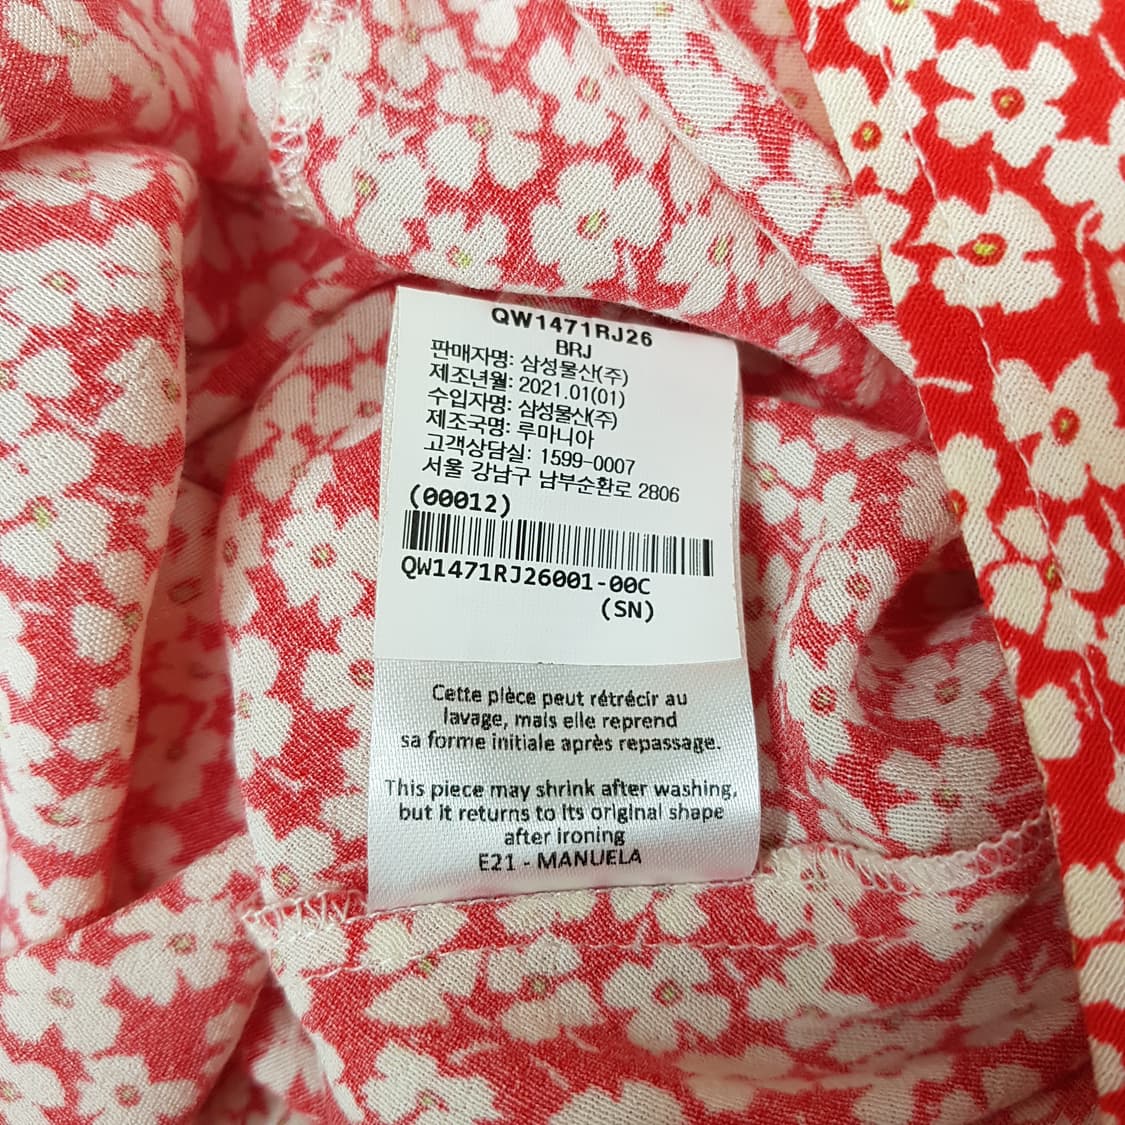 QW1471RJ26
BRJ
판매자명: 삼성물산(주)
제조년월: 2021.01(01)
수입자명: 삼성물산(주)
제조국명: 루마니아
고객상담실: 1599-0007
서울 강남구 남부순환로 2806
(00012)
QW1471RJ26001-00C
(SN)
Cette pièce peut rétrécir au
lavage, mais elle reprend
sa forme initiale après repassage.
This piece may shrink after washing,
but it returns to its original shape
after ironing
E21 - MANUELA